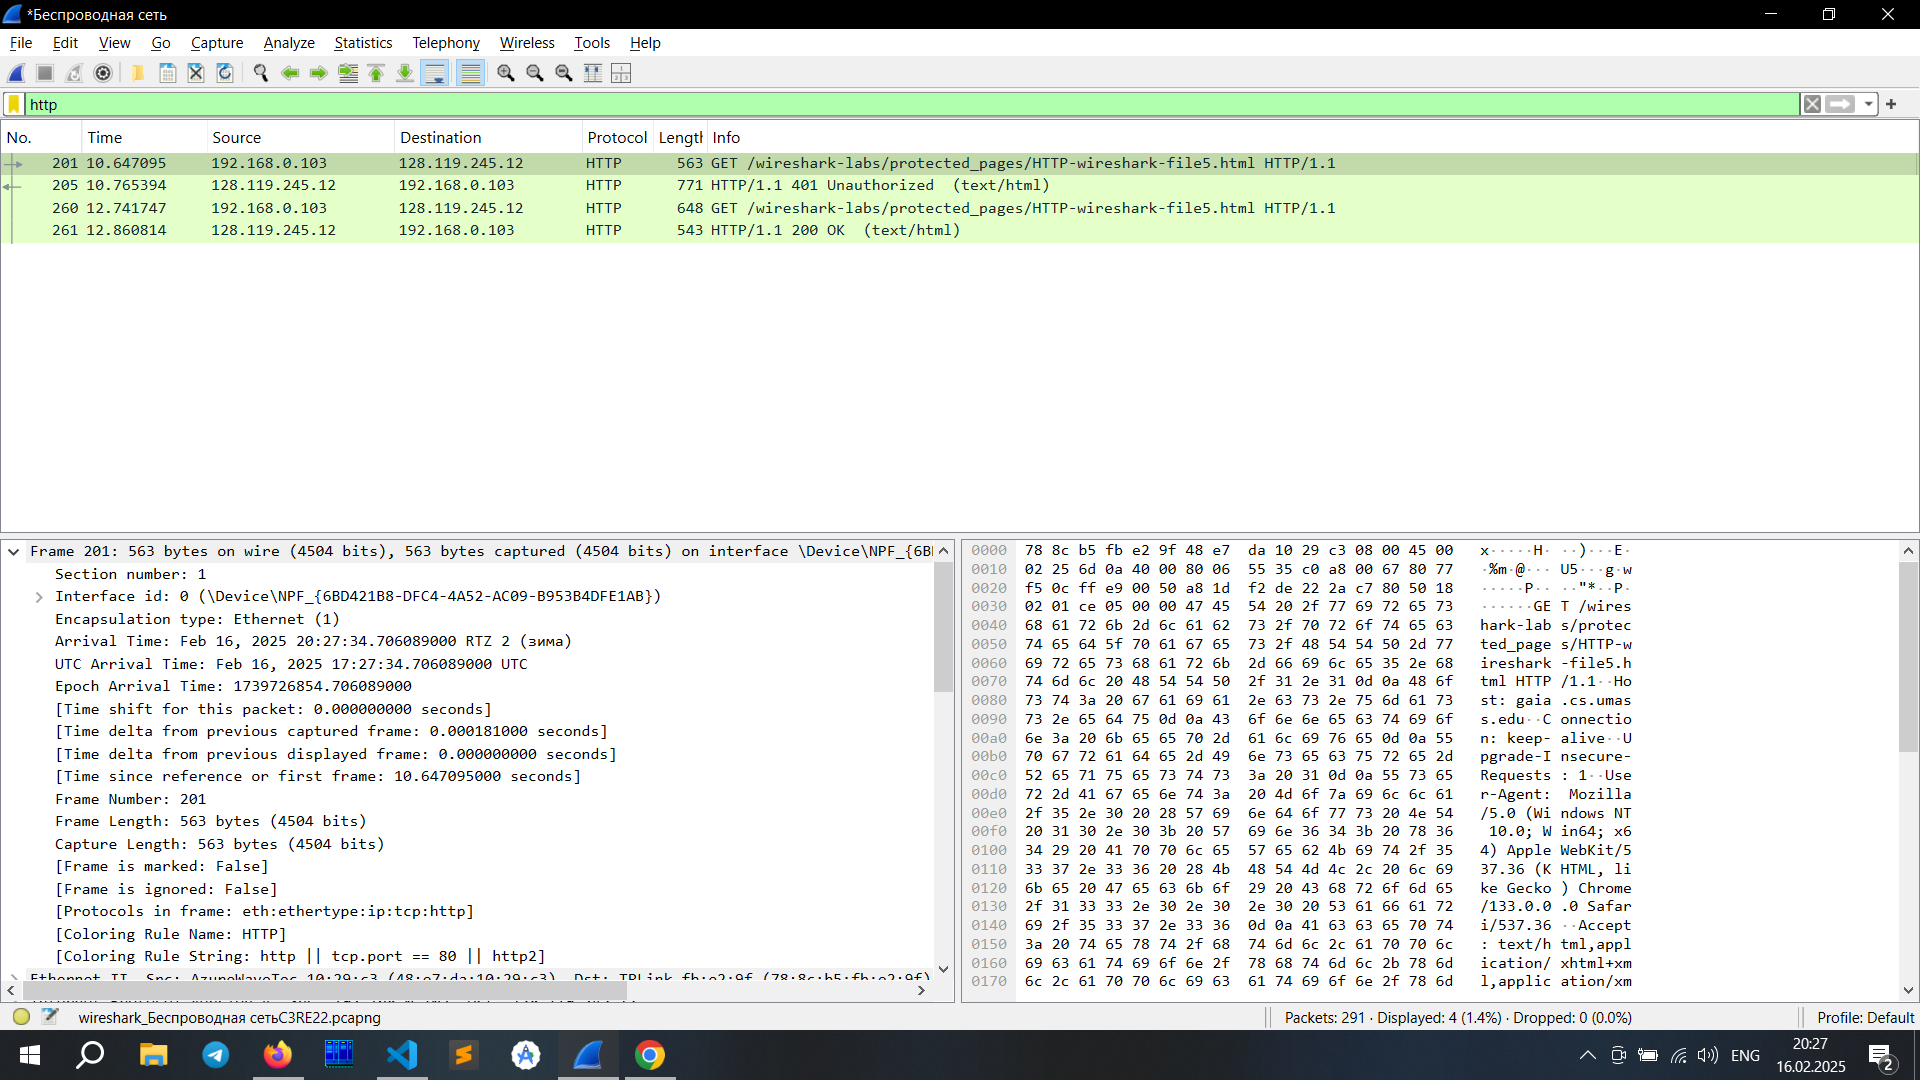 *Беспроводная сеть
File Edit View Go Capture Analyze Statistics Telephony Wireless Tools Help
http
No. Time Source Destination Protocol Length Info
201 10.647095 192.168.0.103 128.119.245.12 HTTP 563 GET /wireshark-labs/protected_pages/HTTP-wireshark-file5.html HTTP/1.1
205 10.765394 128.119.245.12 192.168.0.103 HTTP 771 HTTP/1.1 401 Unauthorized (text/html)
260 12.741747 192.168.0.103 128.119.245.12 HTTP 648 GET /wireshark-labs/protected_pages/HTTP-wireshark-file5.html HTTP/1.1
261 12.860814 128.119.245.12 192.168.0.103 HTTP 543 HTTP/1.1 200 OK (text/html)
Frame 201: 563 bytes on wire (4504 bits), 563 bytes captured (4504 bits) on interface \Device\NPF_{6BD
Section number: 1
Interface id: 0 (\Device\NPF_{6BD421B8-DFC4-4A52-AC09-B953B4DFE1AB})
Encapsulation type: Ethernet (1)
Arrival Time: Feb 16, 2025 20:27:34.706089000 RTZ 2 (зима)
UTC Arrival Time: Feb 16, 2025 17:27:34.706089000 UTC
Epoch Arrival Time: 1739726854.706089000
[Time shift for this packet: 0.000000000 seconds]
[Time delta from previous captured frame: 0.000181000 seconds]
[Time delta from previous displayed frame: 0.000000000 seconds]
[Time since reference or first frame: 10.647095000 seconds]
Frame Number: 201
Frame Length: 563 bytes (4504 bits)
Capture Length: 563 bytes (4504 bits)
[Frame is marked: False]
[Frame is ignored: False]
[Protocols in frame: eth:ethertype:ip:tcp:http]
[Coloring Rule Name: HTTP]
[Coloring Rule String: http || tcp.port == 80 || http2]
Ethernet II, Src: AzureWaveTec_10:29:c3 (48:e7:da:10:29:c3), Dst: TPLink_fb:e2:9f (78:8c:b5:fb:e2:9f)
0000 78 8c b5 fb e2 9f 48 e7 da 10 29 c3 08 00 45 00 x·····H· ··)···E·
0010 02 25 6d 0a 40 00 80 06 55 35 c0 a8 00 67 80 77 ·%m·@··· U5···g·w
0020 f5 0c ff e9 00 50 a8 1d f2 de 22 2a c7 80 50 18 ·····P·· ··"*··P·
0030 02 01 ce 05 00 00 47 45 54 20 2f 77 69 72 65 73 ······GE T /wires
0040 68 61 72 6b 2d 6c 61 62 73 2f 70 72 6f 74 65 63 hark-lab s/protec
0050 74 65 64 5f 70 61 67 65 73 2f 48 54 54 50 2d 77 ted_page s/HTTP-w
0060 69 72 65 73 68 61 72 6b 2d 66 69 6c 65 35 2e 68 ireshark -file5.h
0070 74 6d 6c 20 48 54 54 50 2f 31 2e 31 0d 0a 48 6f tml HTTP /1.1··Ho
0080 73 74 3a 20 67 61 69 61 2e 63 73 2e 75 6d 61 73 st: gaia .cs.umas
0090 73 2e 65 64 75 0d 0a 43 6f 6e 6e 65 63 74 69 6f s.edu··C onnectio
00a0 6e 3a 20 6b 65 65 70 2d 61 6c 69 76 65 0d 0a 55 n: keep- alive··U
00b0 70 67 72 61 64 65 2d 49 6e 73 65 63 75 72 65 2d pgrade-I nsecure-
00c0 52 65 71 75 65 73 74 73 3a 20 31 0d 0a 55 73 65 Requests : 1··Use
00d0 72 2d 41 67 65 6e 74 3a 20 4d 6f 7a 69 6c 6c 61 r-Agent: Mozilla
00e0 2f 35 2e 30 20 28 57 69 6e 64 6f 77 73 20 4e 54 /5.0 (Wi ndows NT
00f0 20 31 30 2e 30 3b 20 57 69 6e 36 34 3b 20 78 36 10.0; W in64; x6
0100 34 29 20 41 70 70 6c 65 57 65 62 4b 69 74 2f 35 4) Apple WebKit/5
0110 33 37 2e 33 36 20 28 4b 48 54 4d 4c 2c 20 6c 69 37.36 (K HTML, li
0120 6b 65 20 47 65 63 6b 6f 29 20 43 68 72 6f 6d 65 ke Gecko ) Chrome
0130 2f 31 33 33 2e 30 2e 30 2e 30 20 53 61 66 61 72 /133.0.0 .0 Safar
0140 69 2f 35 33 37 2e 33 36 0d 0a 41 63 63 65 70 74 i/537.36 ··Accept
0150 3a 20 74 65 78 74 2f 68 74 6d 6c 2c 61 70 70 6c : text/h tml,appl
0160 69 63 61 74 69 6f 6e 2f 78 68 74 6d 6c 2b 78 6d ication/ xhtml+xm
0170 6c 2c 61 70 70 6c 69 63 61 74 69 6f 6e 2f 78 6d l,applic ation/xm
wireshark_Беспроводная сетьC3RE22.pcapng
Packets: 291 · Displayed: 4 (1.4%) · Dropped: 0 (0.0%)
Profile: Default
ENG
20:27
16.02.2025
2